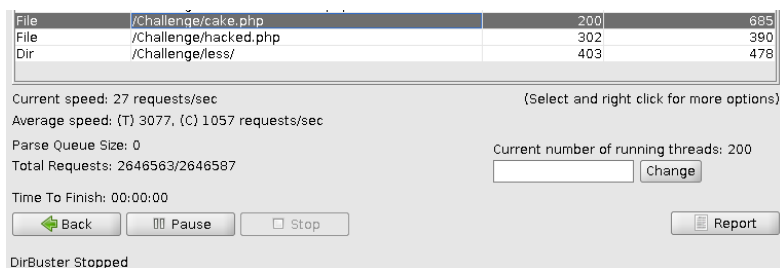 File /Challenge/cake.php 200 685
File /Challenge/hacked.php 302 390
Dir /Challenge/less/ 403 478
Current speed: 27 requests/sec (Select and right click for more options)
Average speed: (T) 3077, (C) 1057 requests/sec
Parse Queue Size: 0 Current number of running threads: 200
Total Requests: 2646563/2646587 Change
Time To Finish: 00:00:00
Back Pause Stop Report
DirBuster Stopped